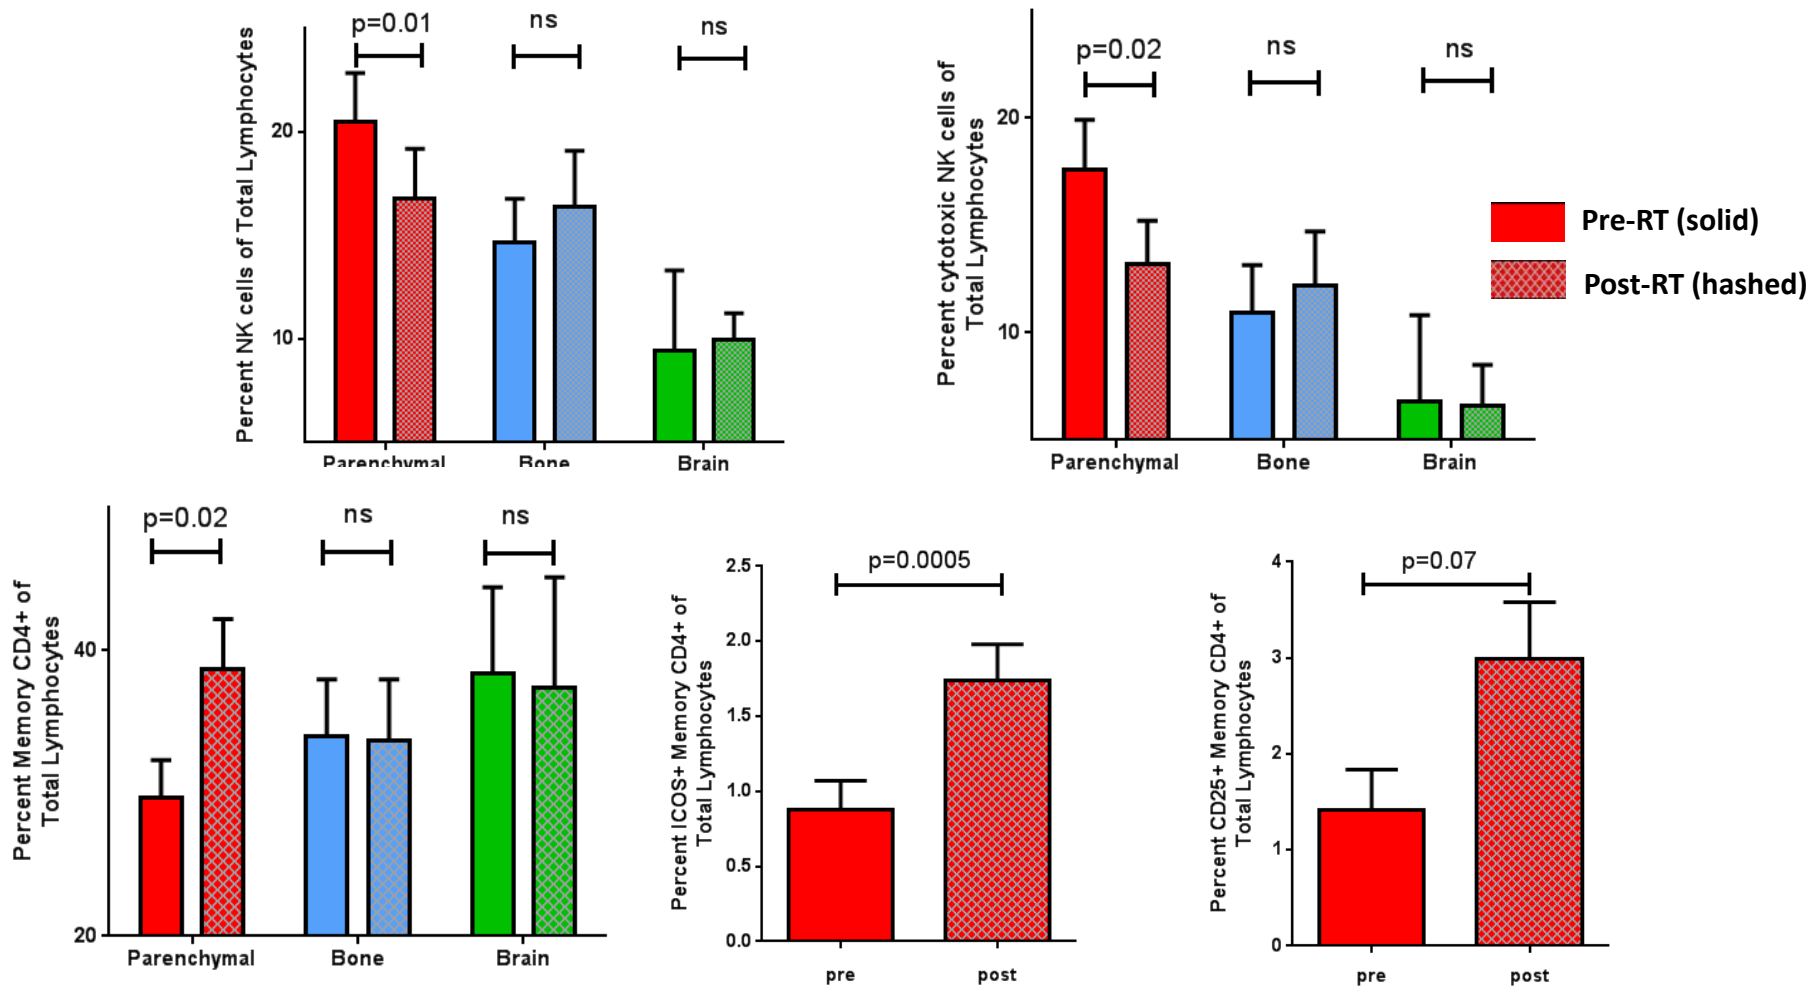 Percent NK cells of Total Lymphocytes
20
10
p=0.01
ns
ns
Parenchymal
Bone
Brain
Percent cytotoxic NK cells of
Total Lymphocytes
20
10
p=0.02
ns
ns
Parenchymal
Bone
Brain
Pre-RT (solid)
Post-RT (hashed)
Percent Memory CD4+ of
Total Lymphocytes
40
20
p=0.02
ns
ns
Parenchymal
Bone
Brain
Percent ICOS+ Memory CD4+ of
Total Lymphocytes
2.5
2.0
1.5
1.0
0.5
0.0
p=0.0005
pre
post
Percent CD25+ Memory CD4+ of
Total Lymphocytes
4
3
2
1
0
p=0.07
pre
post